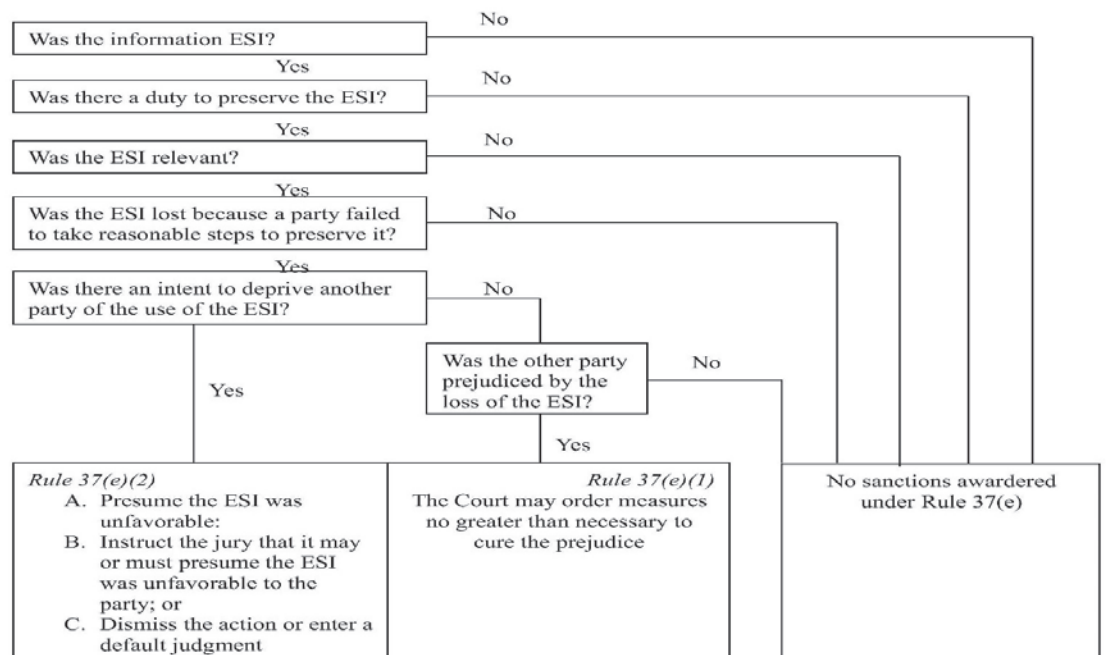 No
Was the information ESI?
Yes
No
Was there a duty to preserve the ESI?
Yes
No
Was the ESI relevant?
Yes
Was the ESI lost because a party failed
to take reasonable steps to preserve it?
No
Yes
Was there an intent to deprive another
party of the use of the ESI?
No
Was the other party
prejudiced by the
loss of the ESI?
No
Yes
Yes
Rule 37(e)(2)
A. Presume the ESI was
unfavorable:
B. Instruct the jury that it may
or must presume the ESI
was unfavorable to the
party; or
C. Dismiss the action or enter a
default judgment
Rule 37(e)(1)
The Court may order measures
no greater than necessary to
cure the prejudice
No sanctions awardered
under Rule 37(e)